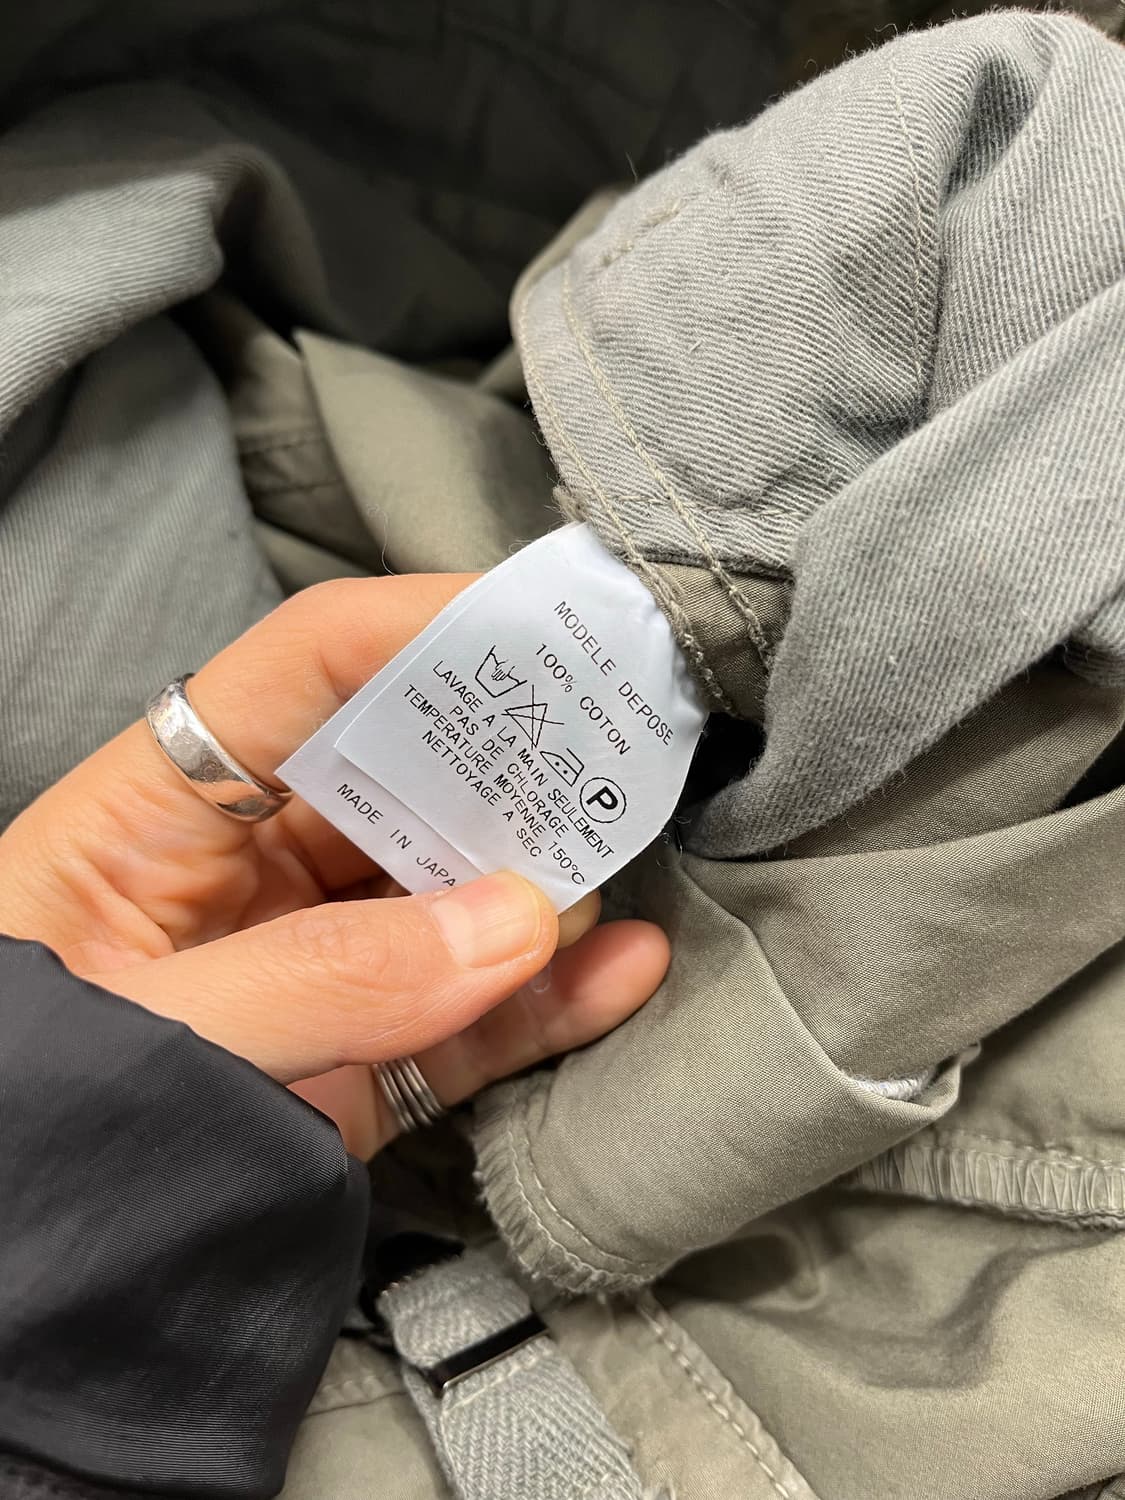 MODELE DEPOSE
100% COTON
P
LAVAGE A LA MAIN SEULEMENT
PAS DE CHLORAGE
TEMPERATURE MOYENNE 150°C
NETTOYAGE A SEC
MADE IN JAPA